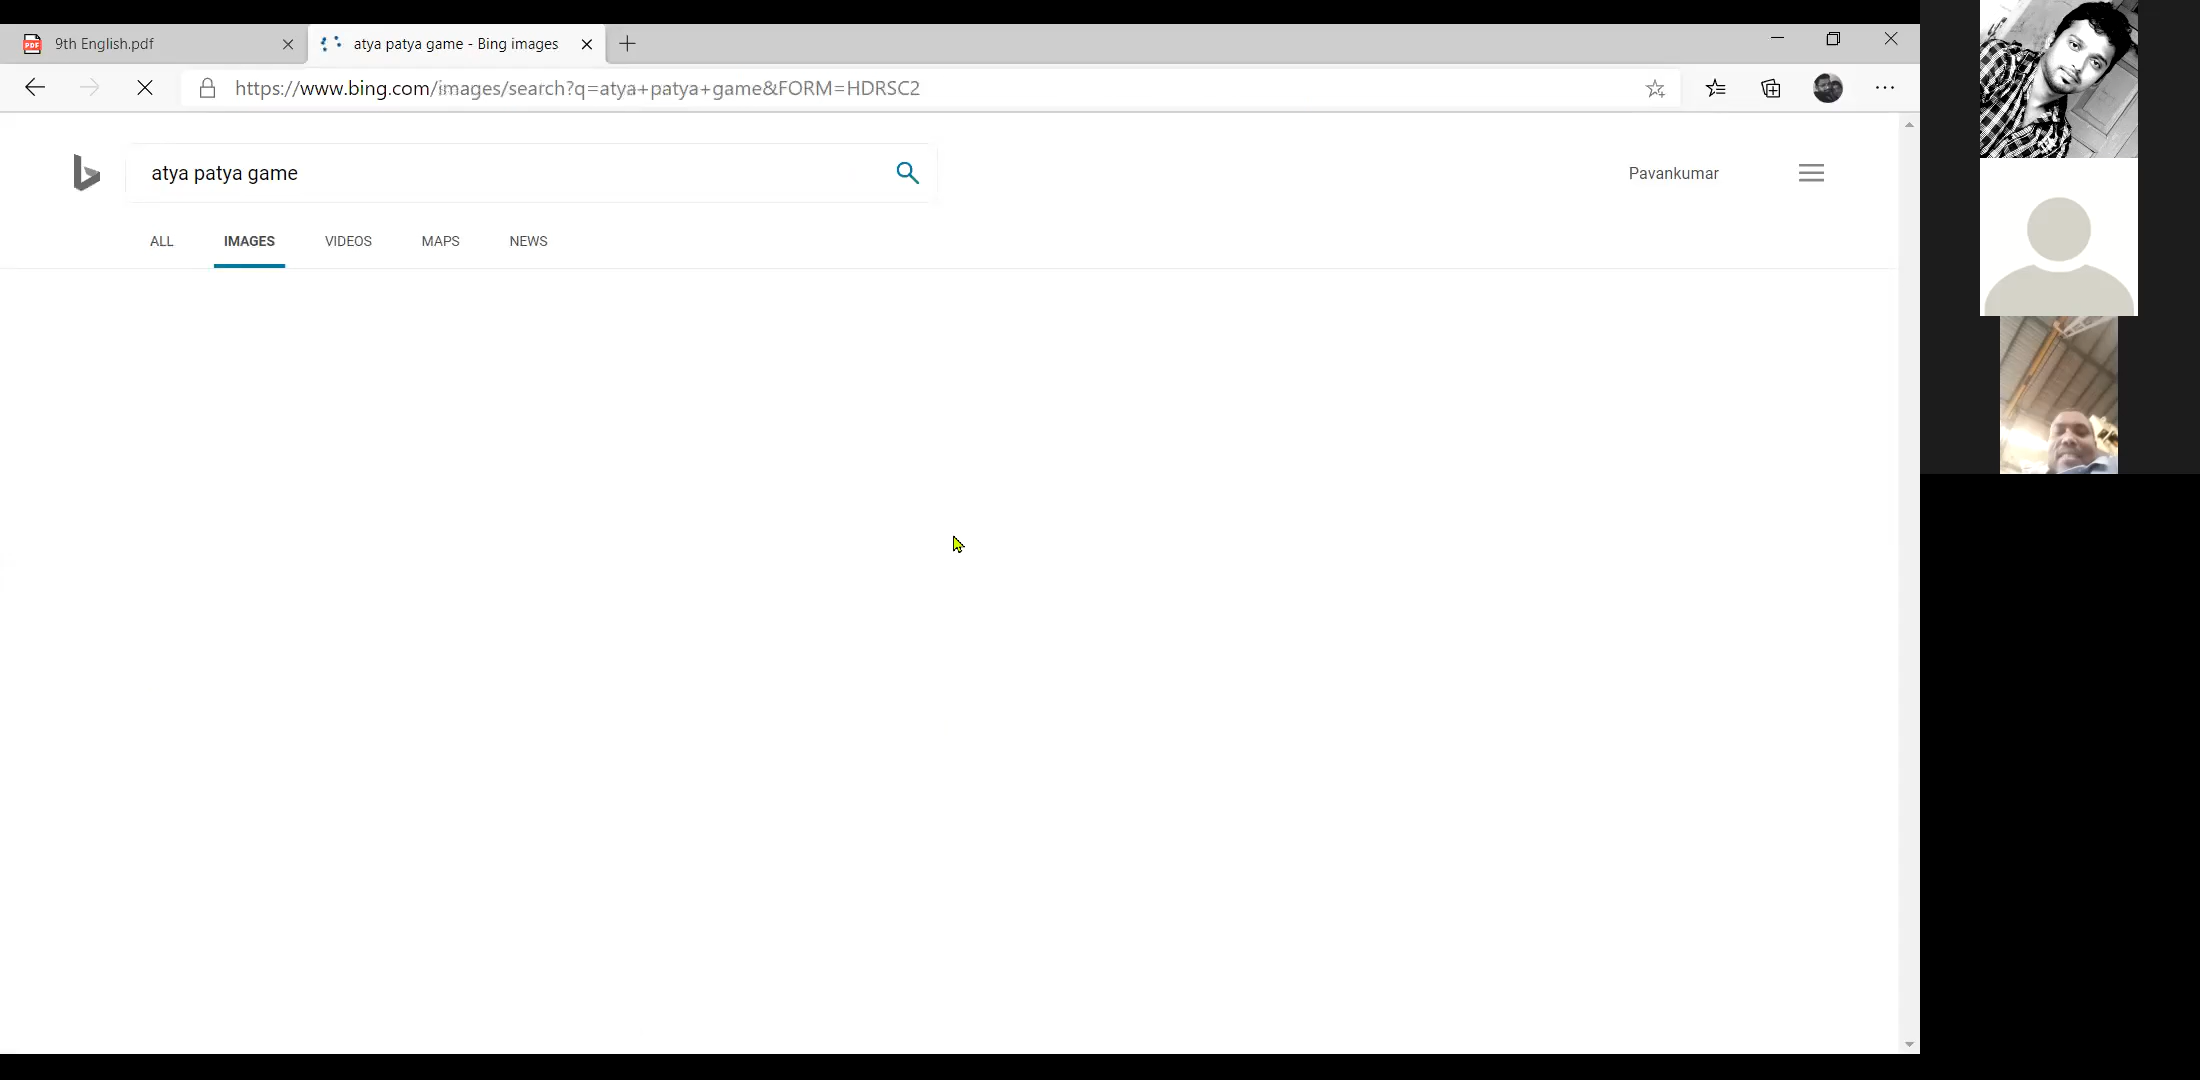 9th English.pdf
atya patya game - Bing images
https://www.bing.com/images/search?q=atya+patya+game&FORM=HDRSC2
atya patya game
Pavankumar
ALL IMAGES VIDEOS MAPS NEWS